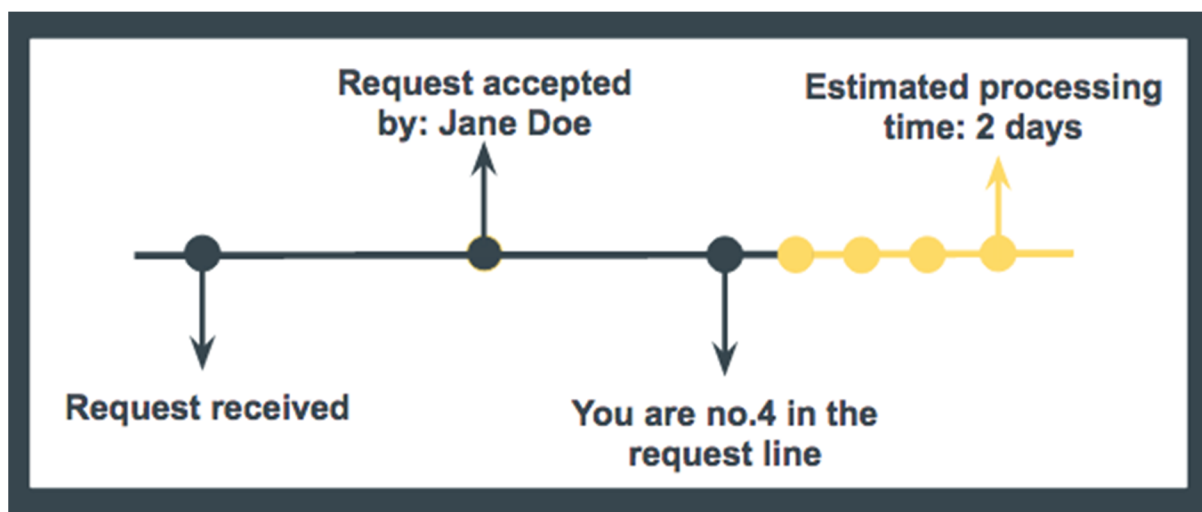 Request accepted
by: Jane Doe
Estimated processing
time: 2 days
Request received
You are no.4 in the
request line